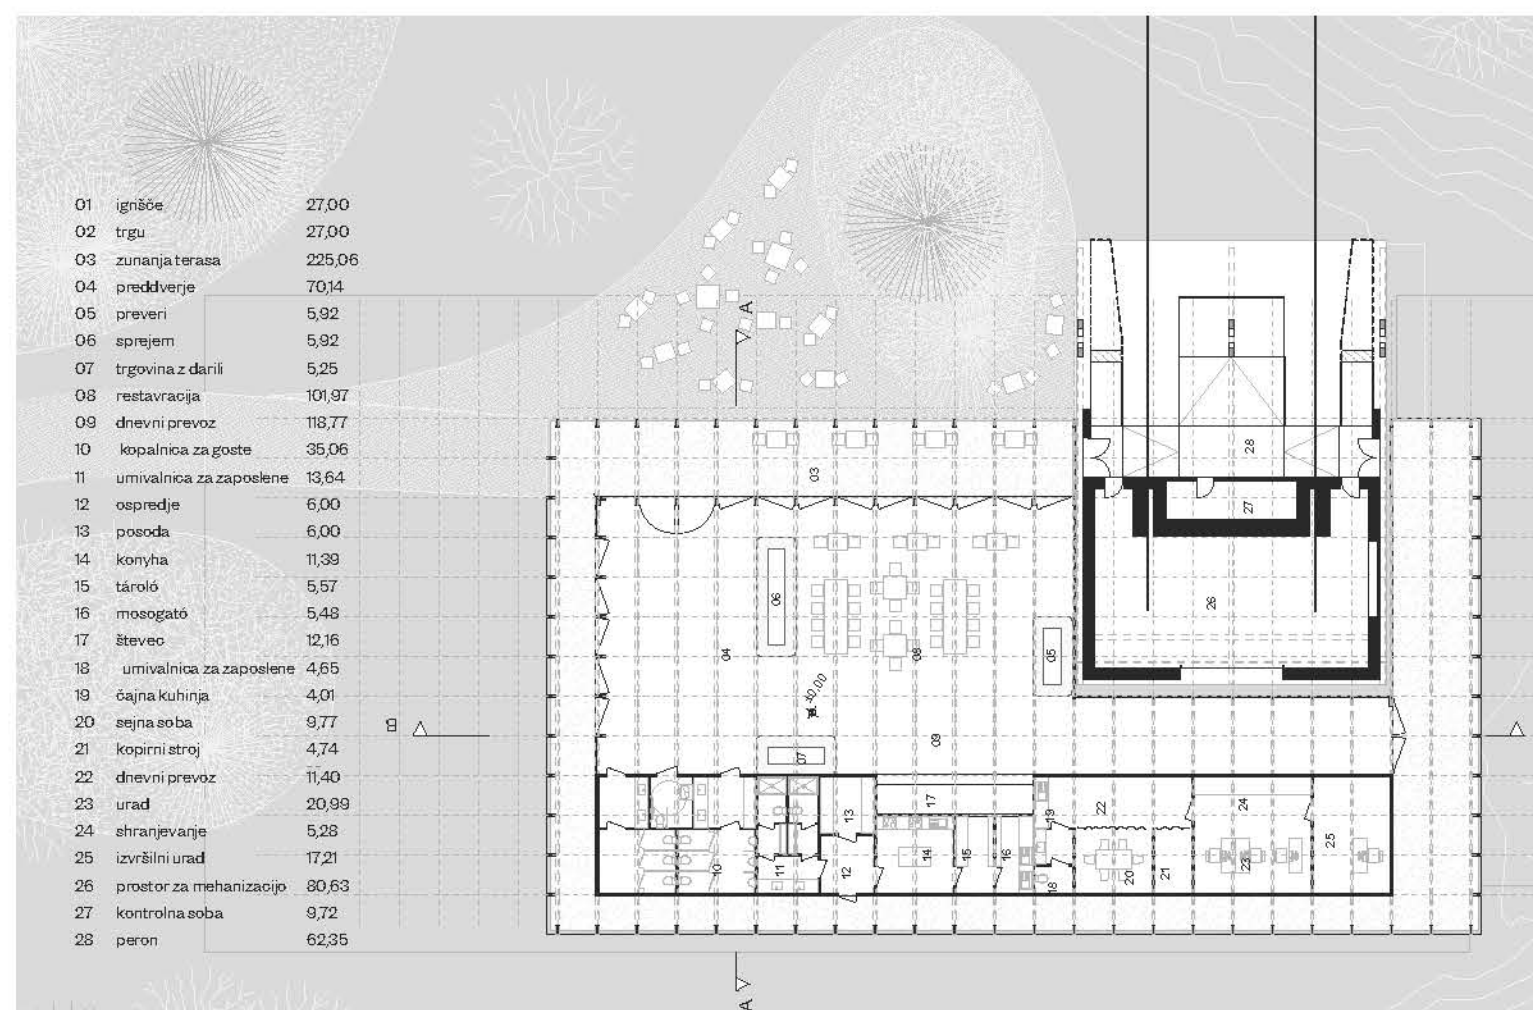 01 igrišče 27,00
02 trgu 27,00
03 zunanja terasa 225,06
04 preddverje 70,14
05 preveri 5,92
06 sprejem 5,92
07 trgovina z darili 5,25
08 restavracija 101,97
09 dnevni prevoz 118,77
10 kopalnica za goste 35,06
11 umivalnica za zaposlene 13,64
12 ospredje 6,00
13 posoda 6,00
14 konyha 11,39
15 tároló 5,57
16 mosogató 5,48
17 števec 12,16
18 umivalnica za zaposlene 4,65
19 čajna kuhinja 4,01
20 sejna soba 9,77
21 kopirni stroj 4,74
22 dnevni prevoz 11,40
23 urad 20,99
24 shranjevanje 5,28
25 izvršilni urad 17,21
26 prostor za mehanizacijo 80,63
27 kontrolna soba 9,72
28 peron 62,35
A
03
28
27
26
06
04
08
05
09
B
07
13
17
19
22
24
10
11
12
14
15
16
18
20
21
23
25
A